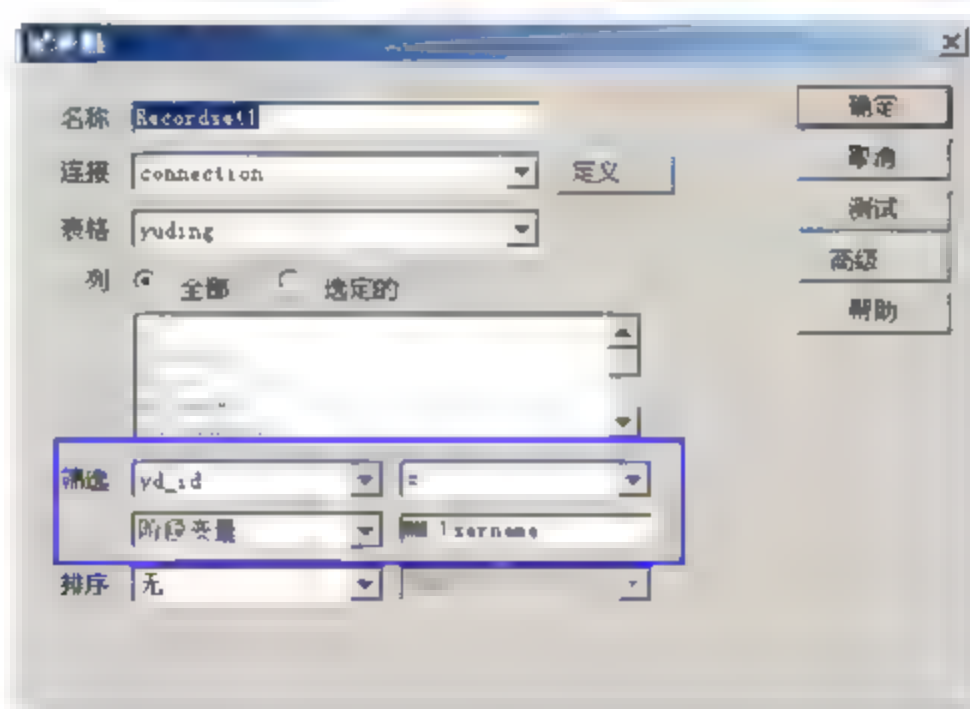 名称 Recordset1 确定
连接 connection 定义 取消
表格 yuding 测试
列 全部 选定的 高级
帮助
筛选 yd_id =
阶段变量
排序 无